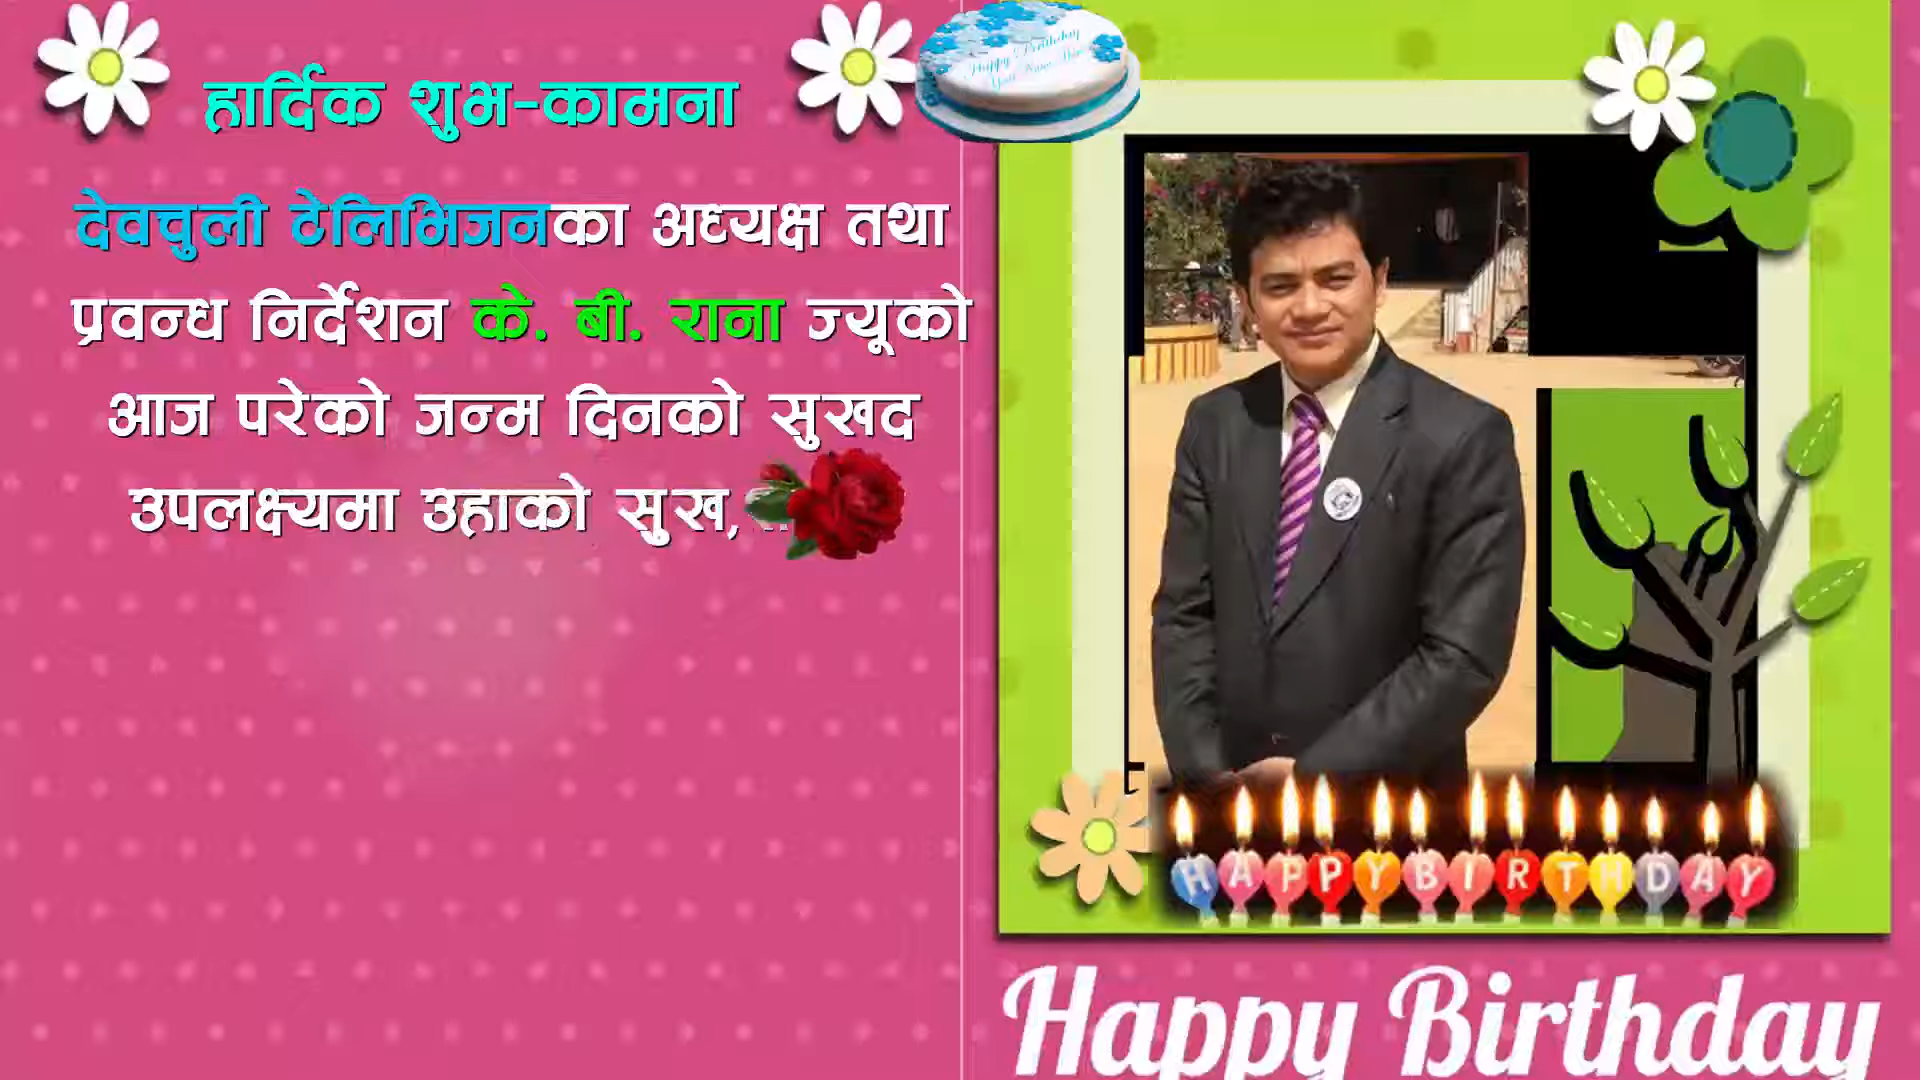 हार्दिक शुभ-कामना
देवचुली टेलिभिजनका अध्यक्ष तथा
प्रवन्ध निर्देशन के. बी. राना ज्यूको
आज परेको जन्म दिनको सुखद
उपलक्ष्यमा उहाको सुख,
Happy Birthday
HAPPYBIRTHDAY
Happy Birthday